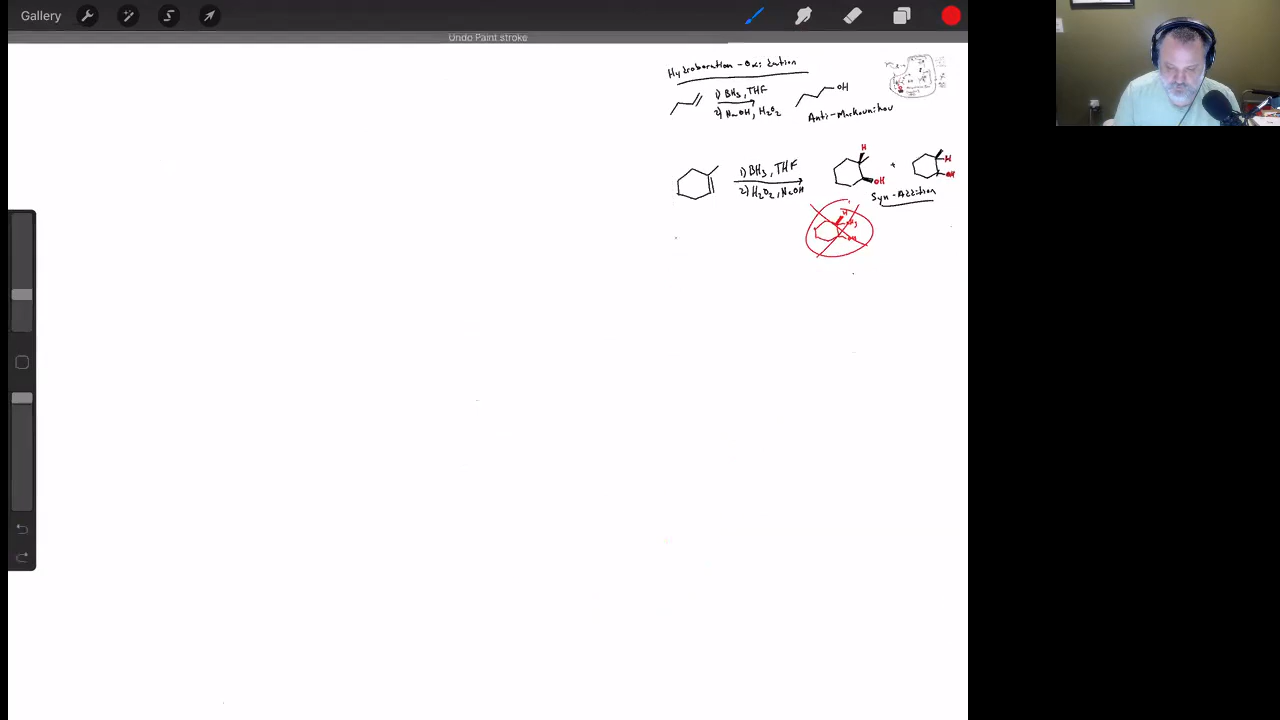 Gallery
Undo Paint stroke
Hydroboration-Oxidation
1) BH3, THF
2) NaOH, H2O2
OH
Anti-Markovnikov
1) BH3, THF
2) H2O2, NaOH
H
OH
+
H
OH
Syn-Addition
H
OH